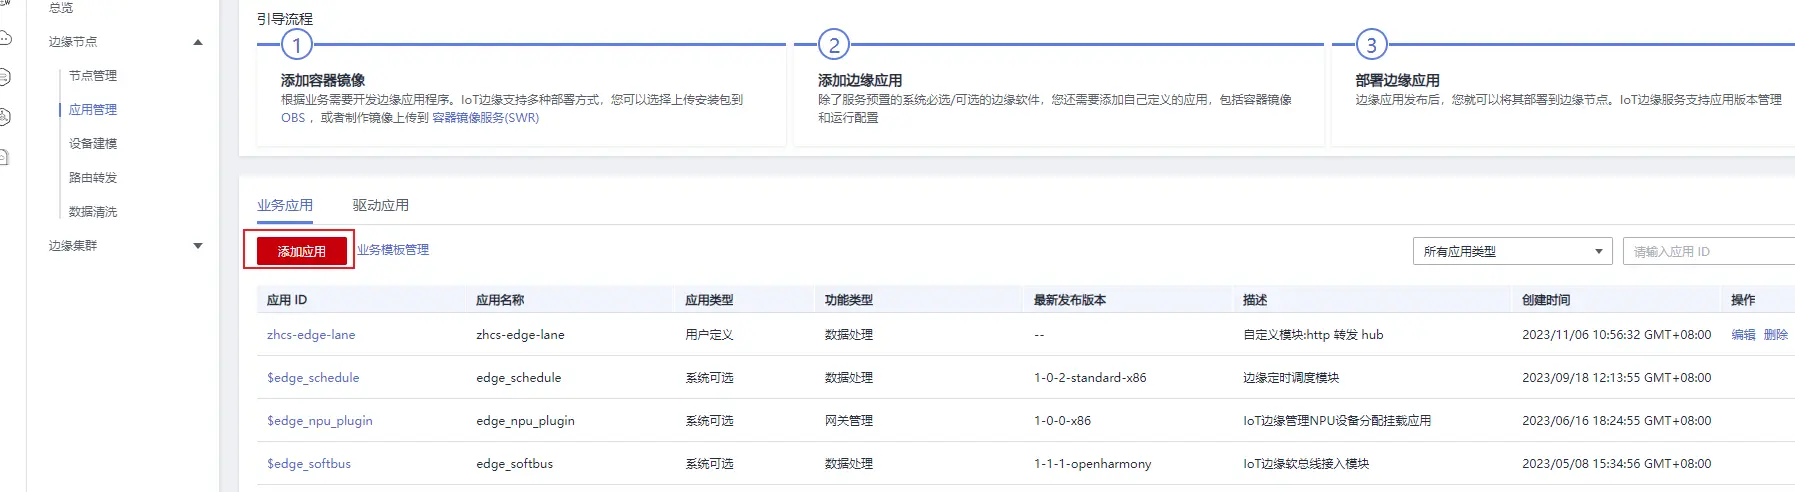 总览
边缘节点
节点管理
应用管理
设备建模
路由转发
数据清洗
边缘集群
引导流程
1
添加容器镜像
根据业务需要开发边缘应用程序。IoT边缘支持多种部署方式，您可以选择上传安装包到
OBS ，或者制作镜像上传到 容器镜像服务(SWR)
2
添加边缘应用
除了服务预置的系统必选/可选的边缘软件，您还需要添加自己定义的应用，包括容器镜像
和运行配置
3
部署边缘应用
边缘应用发布后，您就可以将其部署到边缘节点。IoT边缘服务支持应用版本管理
业务应用 驱动应用
添加应用 业务模板管理 所有应用类型 请输入应用 ID
应用 ID 应用名称 应用类型 功能类型 最新发布版本 描述 创建时间 操作
zhcs-edge-lane zhcs-edge-lane 用户定义 数据处理 -- 自定义模块:http 转发 hub 2023/11/06 10:56:32 GMT+08:00 编辑 删除
$edge_schedule edge_schedule 系统可选 数据处理 1-0-2-standard-x86 边缘定时调度模块 2023/09/18 12:13:55 GMT+08:00
$edge_npu_plugin edge_npu_plugin 系统可选 网关管理 1-0-0-x86 IoT边缘管理NPU设备分配挂载应用 2023/06/16 18:24:55 GMT+08:00
$edge_softbus edge_softbus 系统可选 数据处理 1-1-1-openharmony IoT边缘软总线接入模块 2023/05/08 15:34:56 GMT+08:00